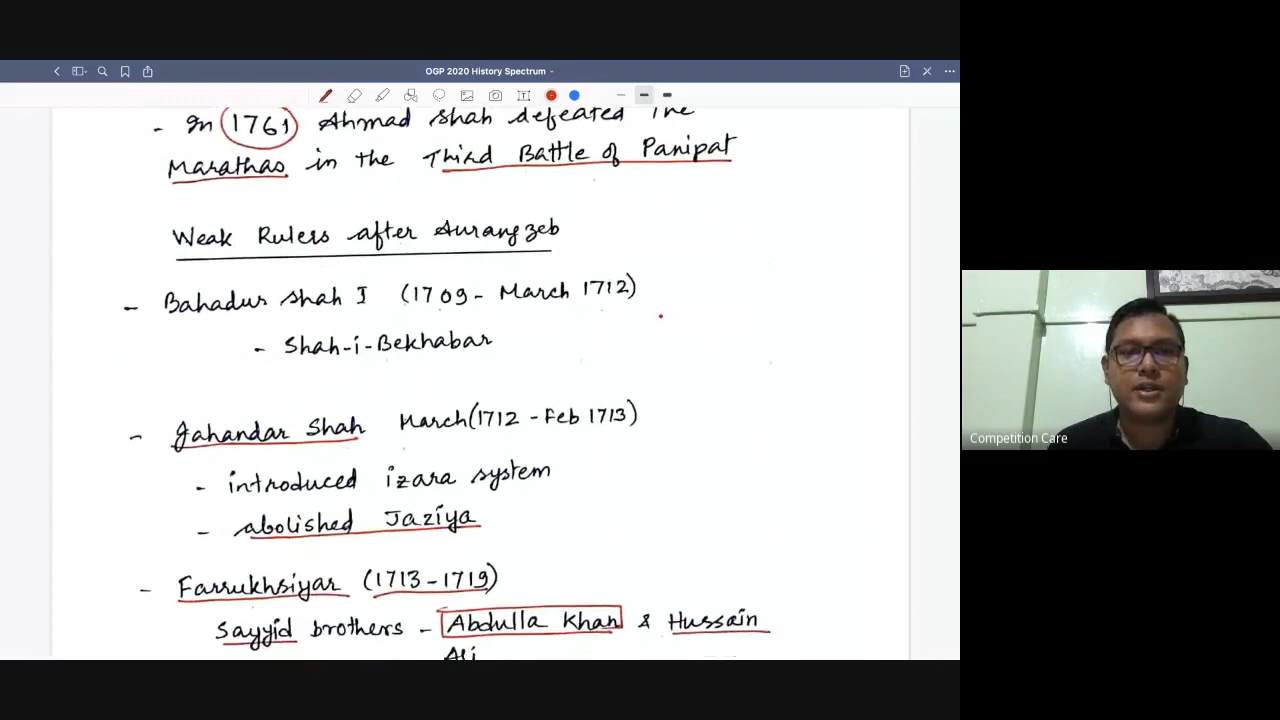 OGP 2020 History Spectrum
- In 1761 Ahmad Shah defeated the
Marathas in the Third Battle of Panipat
Weak Rulers after Aurangzeb
- Bahadur Shah I (1709 - March 1712)
- Shah-i-Bekhabar
- Jahandar Shah March (1712 - Feb 1713)
- introduced izara system
- abolished Jaziya
- Farrukhsiyar (1713 - 1719)
Sayyid brothers - Abdulla Khan & Hussain
Ali
Competition Care